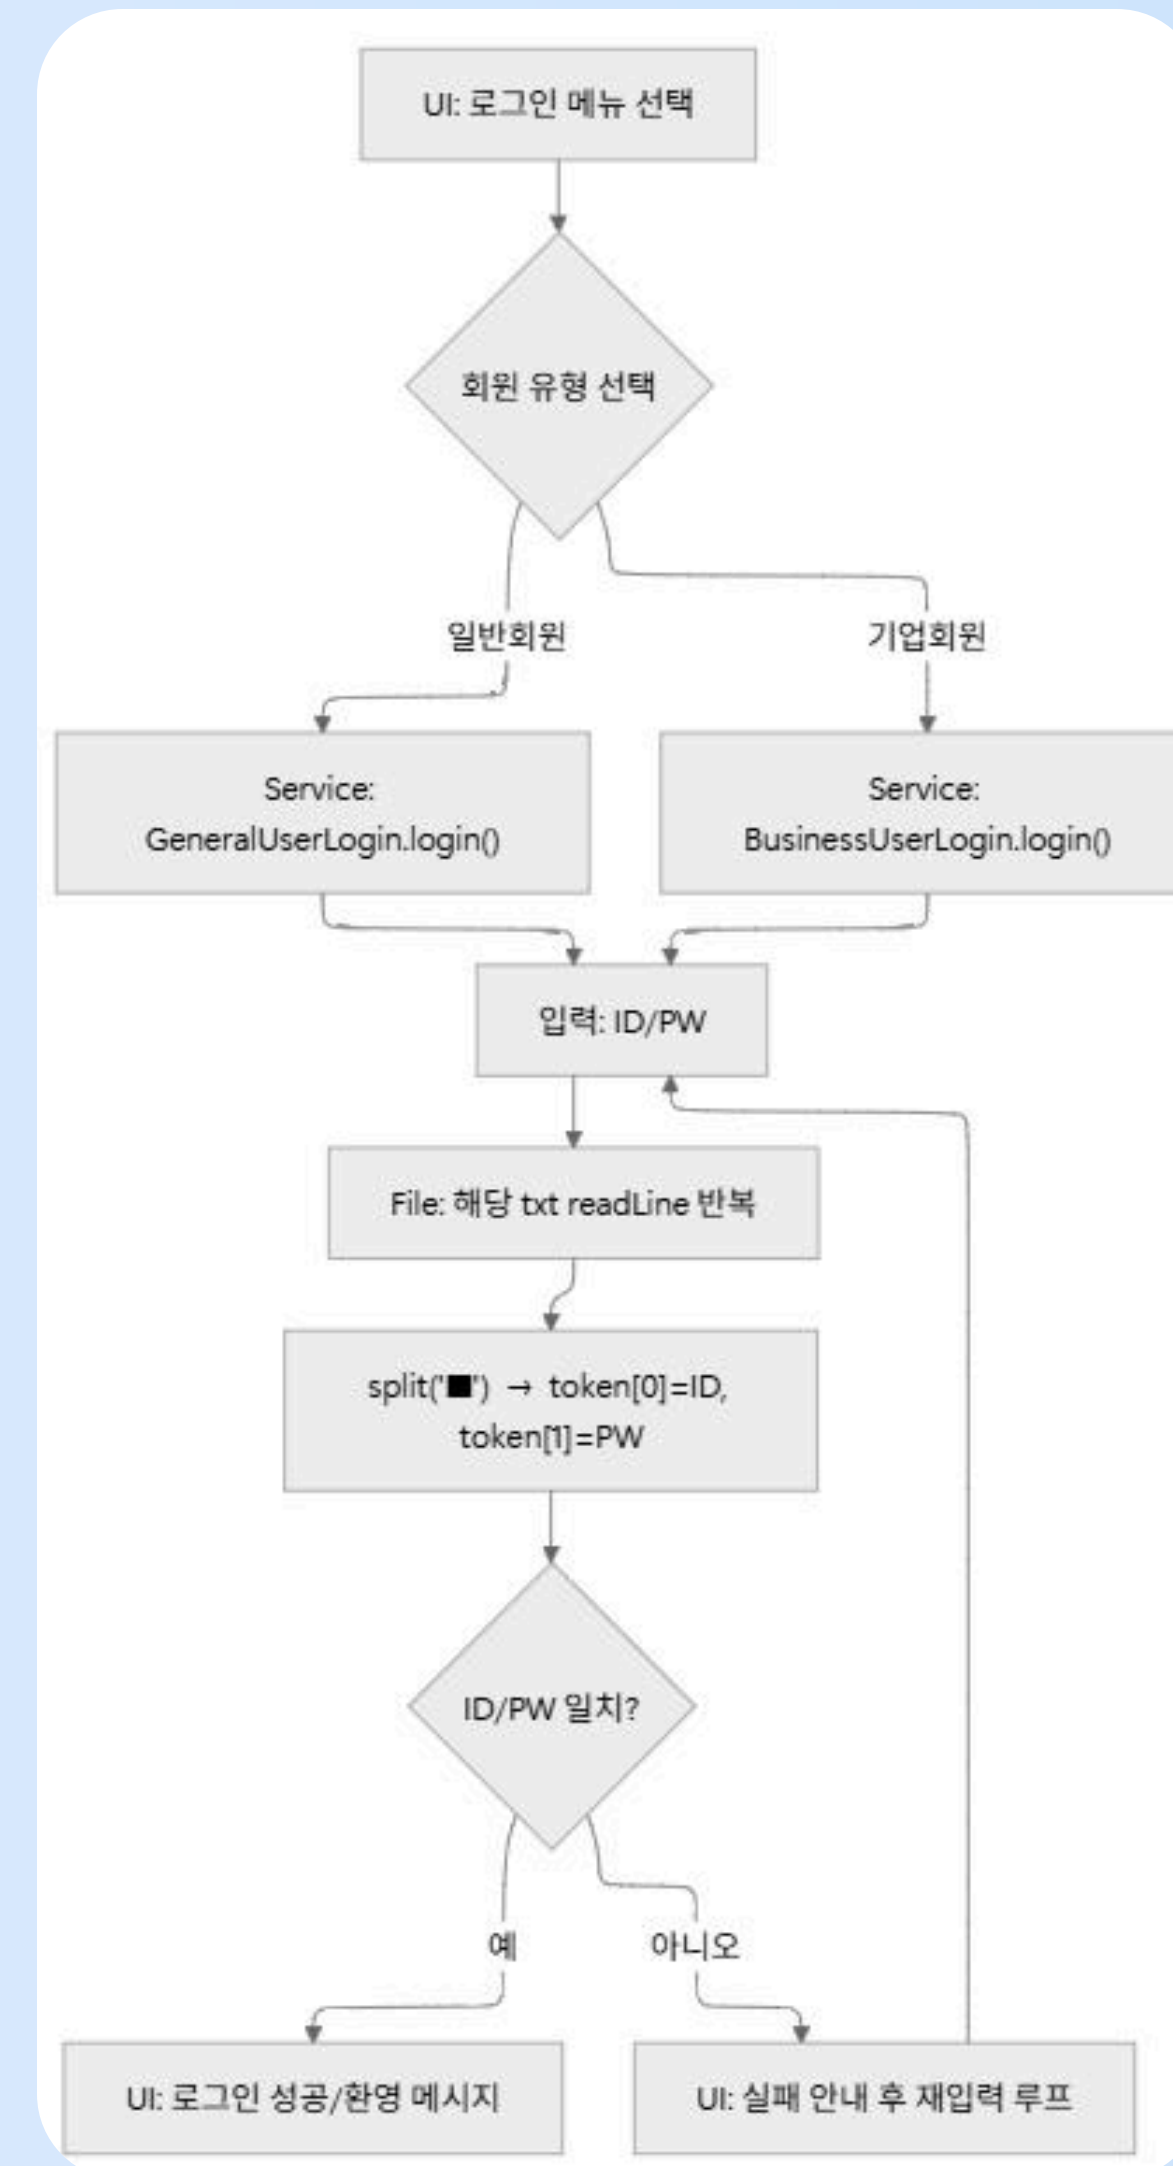 UI: 로그인 메뉴 선택
회원 유형 선택
일반회원
기업회원
Service:
GeneralUserLogin.login()
Service:
BusinessUserLogin.login()
입력: ID/PW
File: 해당 txt readLine 반복
split('■') → token[0]=ID,
token[1]=PW
ID/PW 일치?
예
아니오
UI: 로그인 성공/환영 메시지
UI: 실패 안내 후 재입력 루프